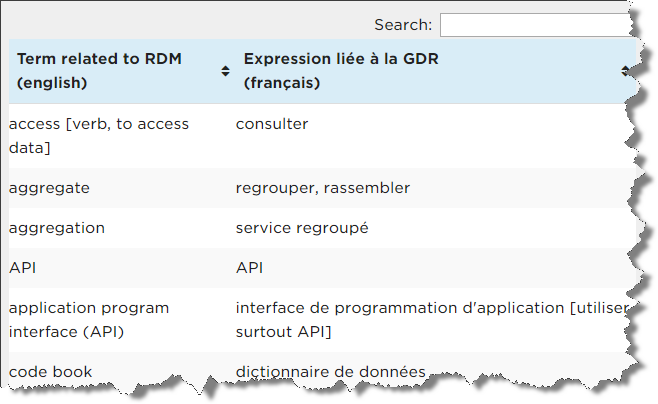 Search:
Term related to RDM
(english)
Expression liée à la GDR
(français)
access [verb, to access
data]
consulter
aggregate
regrouper, rassembler
aggregation
service regroupé
API
API
application program
interface (API)
interface de programmation d'application [utiliser
surtout API]
code book
dictionnaire de données